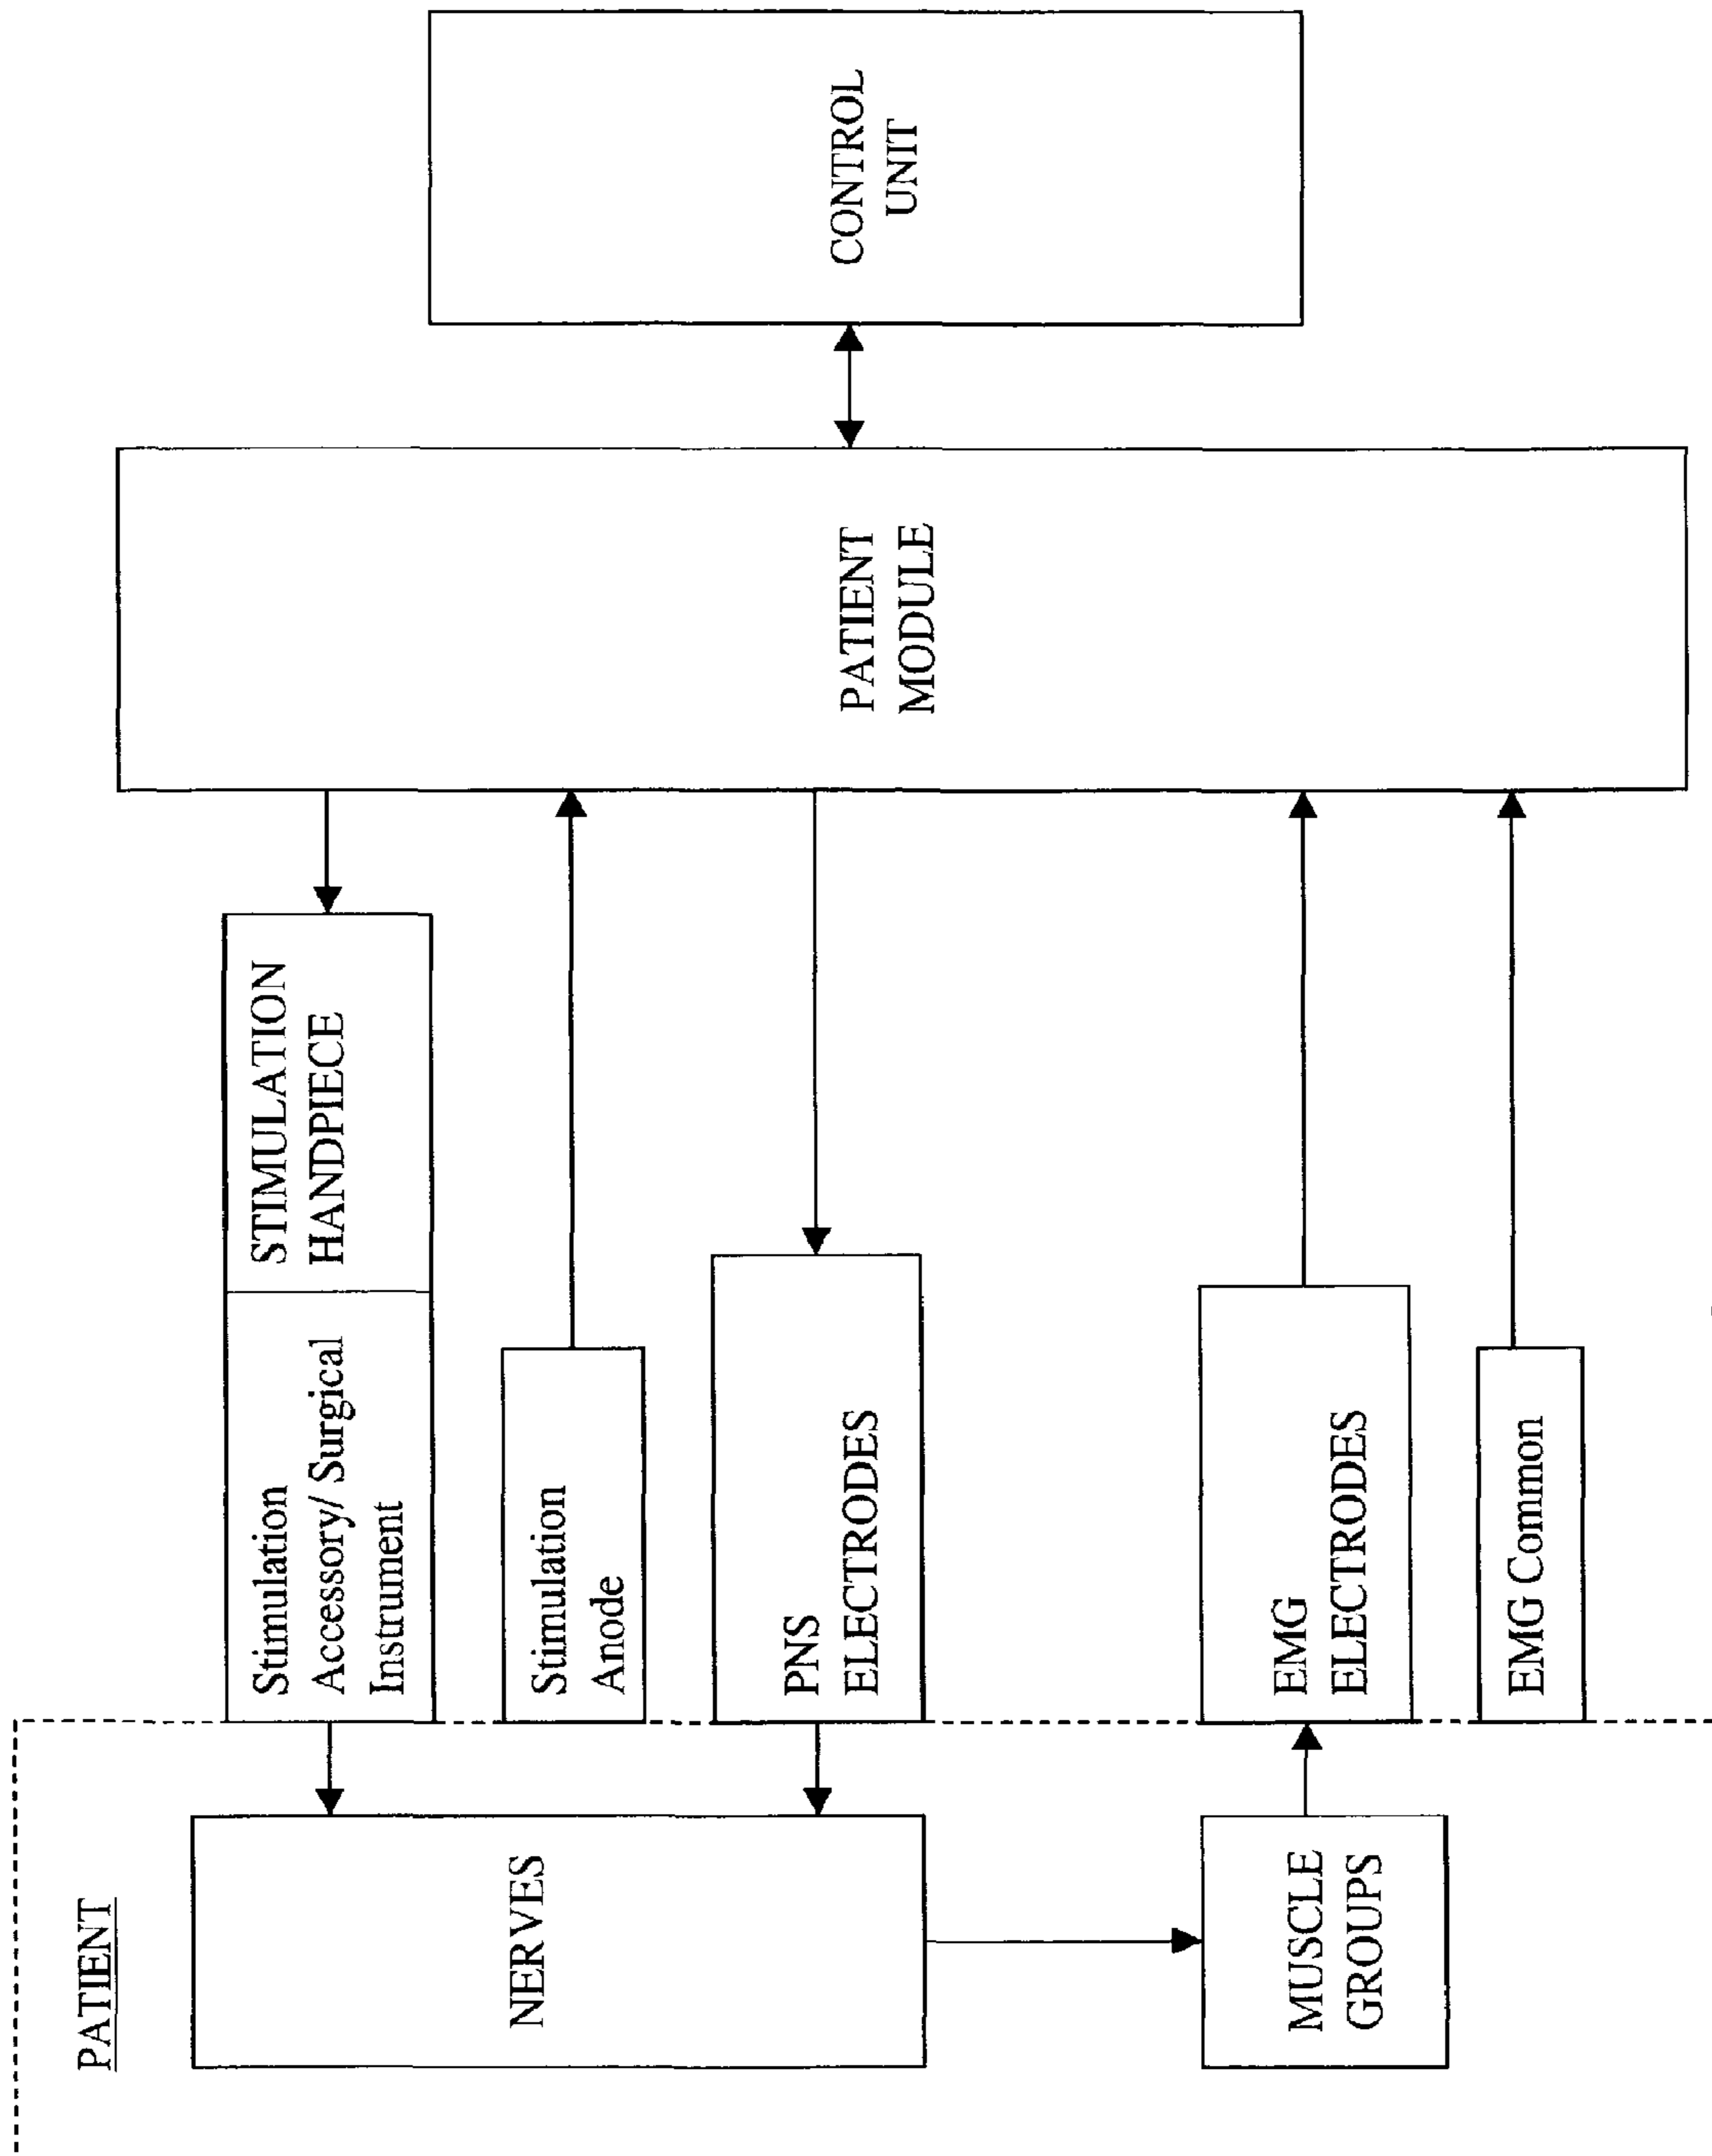 PATIENT
NERVES
MUSCLE
GROUPS
Stimulation
Accessory/ Surgical
Instrument
STIMULATION
HANDPIECE
Stimulation
Anode
PNS
ELECTRODES
EMG
ELECTRODES
EMG Common
PATIENT
MODULE
CONTROL
UNIT